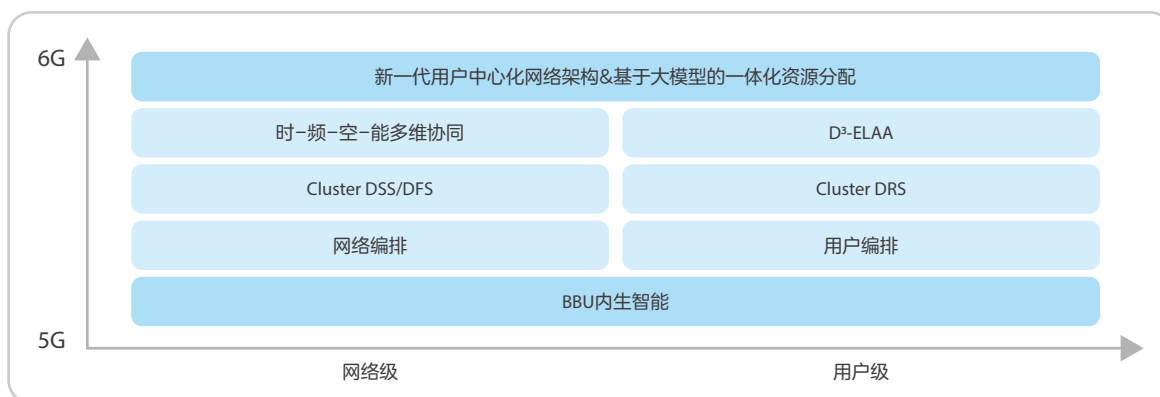 6G
新一代用户中心化网络架构&基于大模型的一体化资源分配
时-频-空-能多维协同
D³-ELAA
Cluster DSS/DFS
Cluster DRS
网络编排
用户编排
BBU内生智能
5G
网络级
用户级